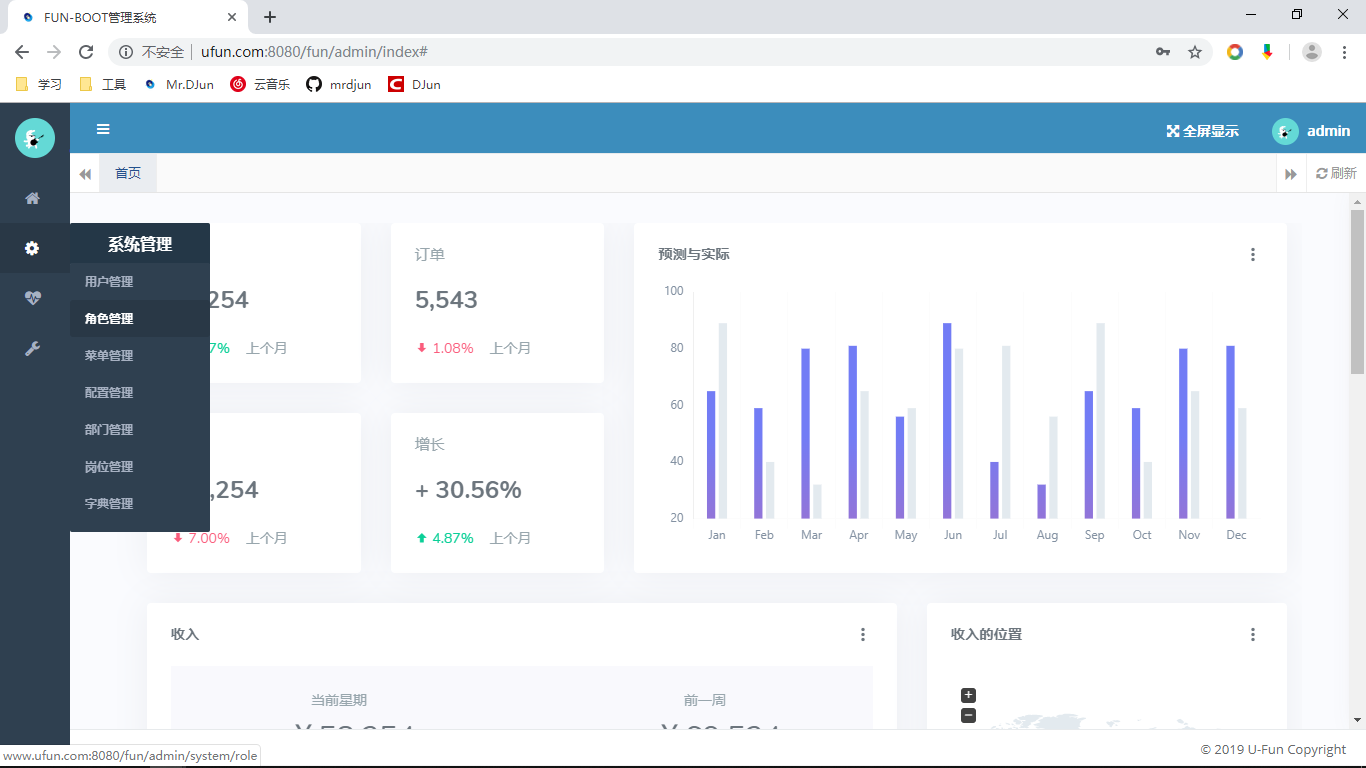 FUN-BOOT管理系统
不安全 ufun.com:8080/fun/admin/index#
学习 工具 Mr.DJun 云音乐 mrdjun DJun
全屏显示 admin
首页 刷新
系统管理
用户管理
角色管理
菜单管理
配置管理
部门管理
岗位管理
字典管理
254
7% 上个月
订单
5,543
1.08% 上个月
,254
7.00% 上个月
增长
+ 30.56%
4.87% 上个月
预测与实际
100
80
60
40
20
Jan Feb Mar Apr May Jun Jul Aug Sep Oct Nov Dec
收入
当前星期 前一周
收入的位置
+
−
www.ufun.com:8080/fun/admin/system/role
© 2019 U-Fun Copyright